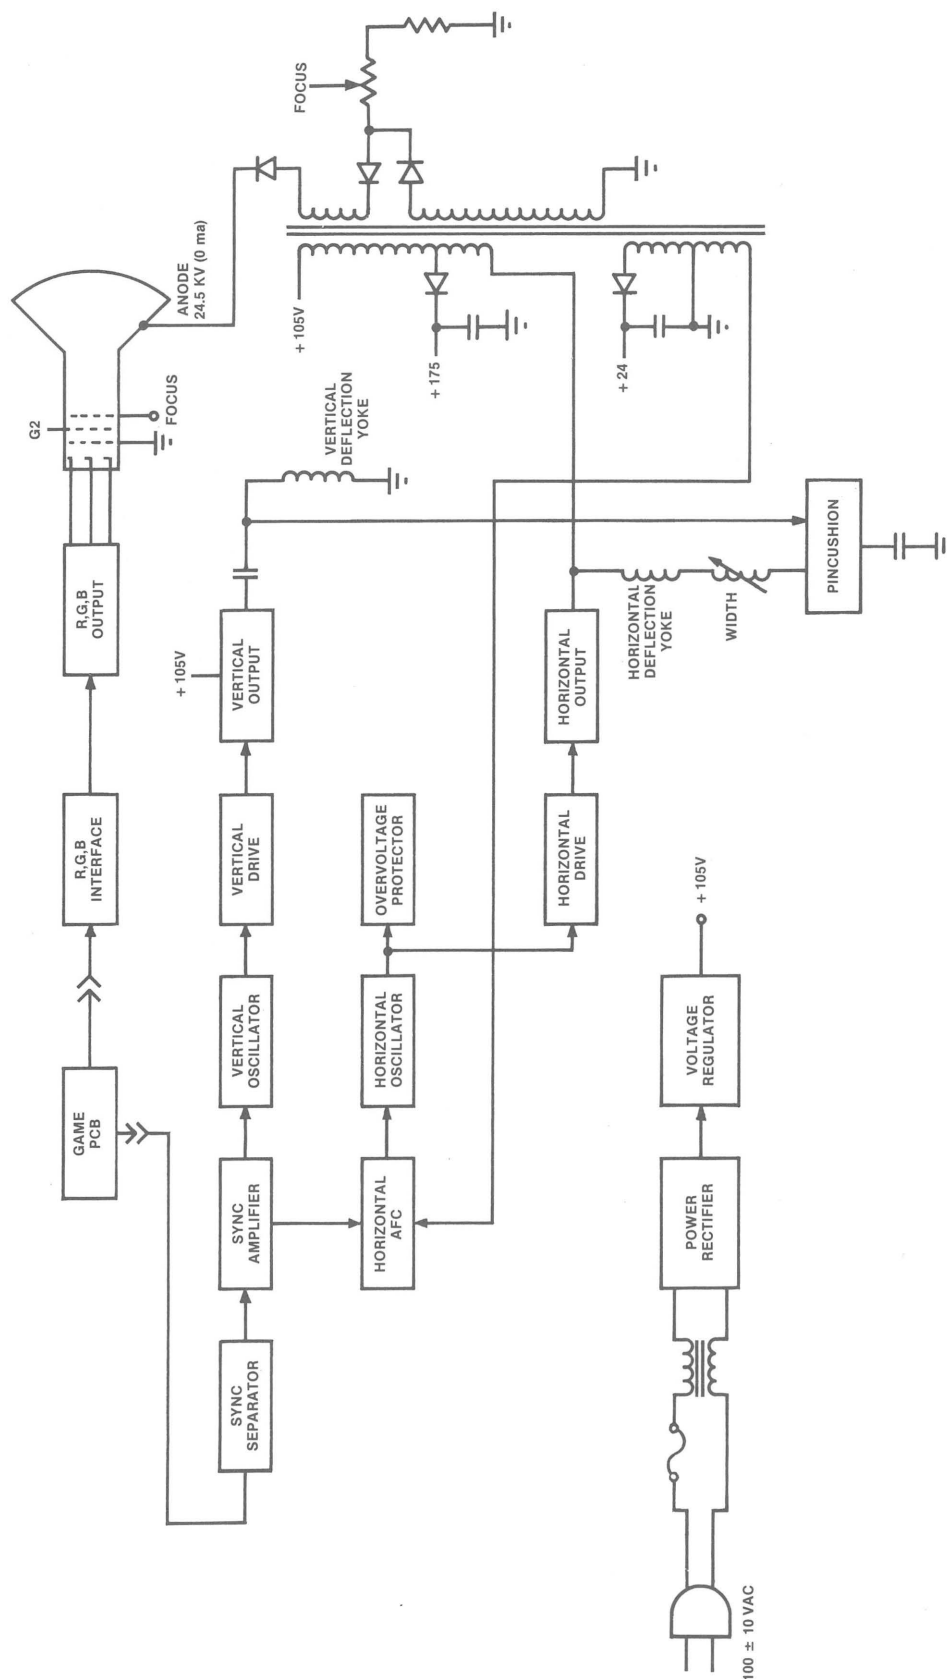 GAME
PCB
R,G,B
INTERFACE
R,G,B
OUTPUT
G2
FOCUS
ANODE
24.5 KV (0 ma)
FOCUS
SYNC
SEPARATOR
SYNC
AMPLIFIER
VERTICAL
OSCILLATOR
VERTICAL
DRIVE
+ 105V
VERTICAL
OUTPUT
VERTICAL
DEFLECTION
YOKE
+ 105V
+ 175
+ 24
HORIZONTAL
AFC
HORIZONTAL
OSCILLATOR
OVERVOLTAGE
PROTECTOR
HORIZONTAL
DRIVE
HORIZONTAL
OUTPUT
HORIZONTAL
DEFLECTION
YOKE
WIDTH
PINCUSHION
100 ± 10 VAC
POWER
RECTIFIER
VOLTAGE
REGULATOR
+ 105V